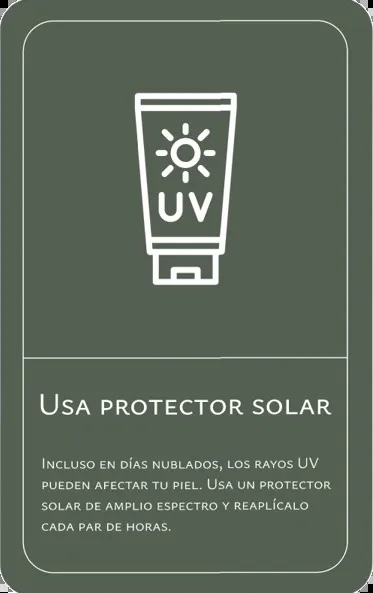 UV
Usa protector solar
Incluso en días nublados, los rayos UV
pueden afectar tu piel. Usa un protector
solar de amplio espectro y reaplícalo
cada par de horas.